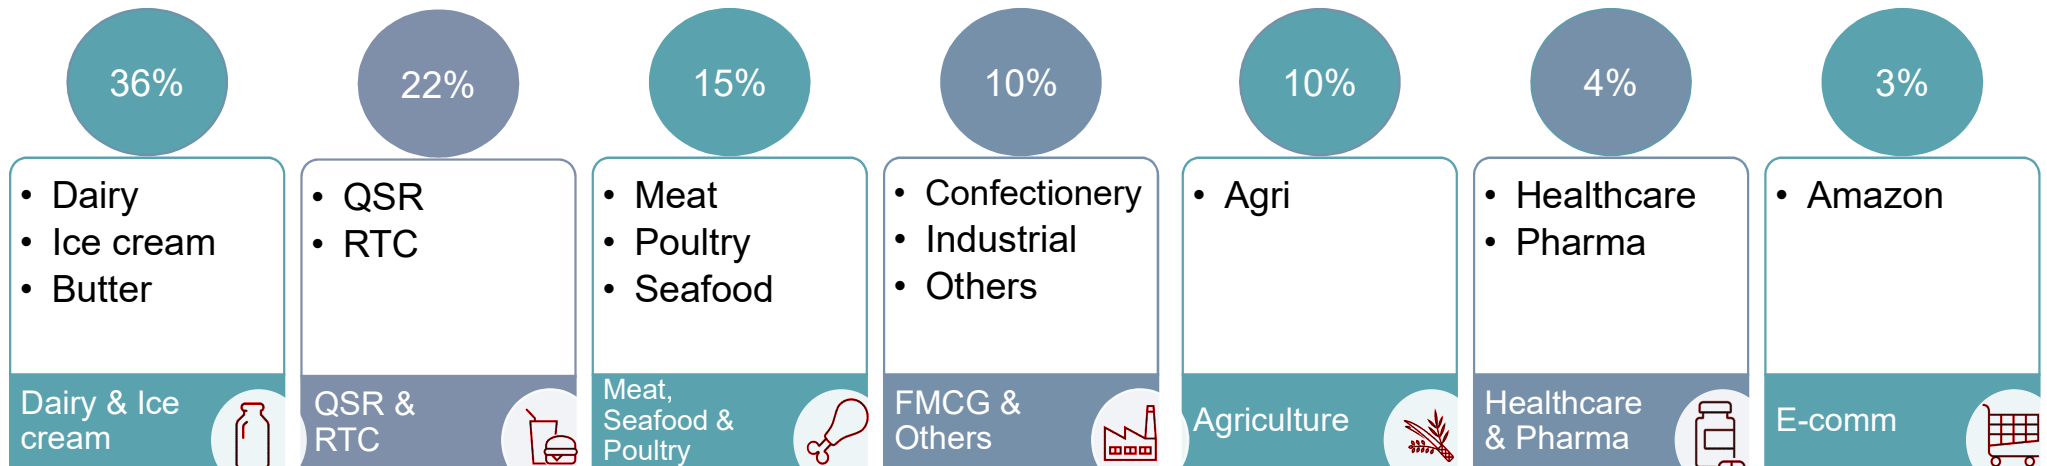 36%
22%
15%
10%
10%
4%
3%
• Dairy
• Ice cream
• Butter
• QSR
• RTC
• Meat
• Poultry
• Seafood
• Confectionery
• Industrial
• Others
• Agri
• Healthcare
• Pharma
• Amazon
Dairy & Ice
cream
QSR &
RTC
Meat,
Seafood &
Poultry
FMCG &
Others
Agriculture
Healthcare
& Pharma
E-comm